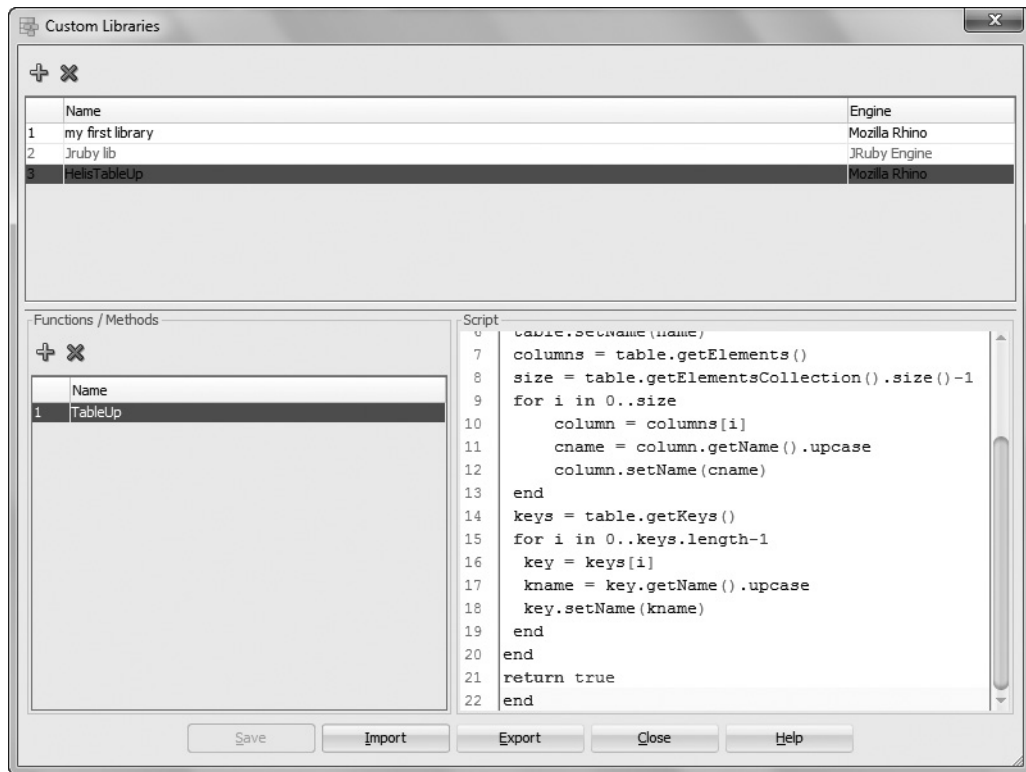 Custom Libraries
Name Engine
1 my first library Mozilla Rhino
2 Jruby lib JRuby Engine
3 HelisTableUp Mozilla Rhino
Functions / Methods
Name
1 TableUp
Script
6 table.setName(name)
7 columns = table.getElements()
8 size = table.getElementsCollection().size()-1
9 for i in 0..size
10 column = columns[i]
11 cname = column.getName().upcase
12 column.setName(cname)
13 end
14 keys = table.getKeys()
15 for i in 0..keys.length-1
16 key = keys[i]
17 kname = key.getName().upcase
18 key.setName(kname)
19 end
20 end
21 return true
22 end
Save Import Export Close Help